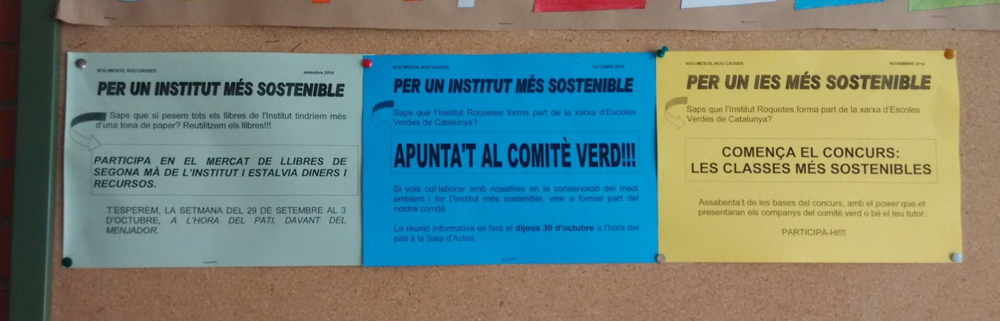 NOU MESOS, NOU CAUSES
setembre 2014
PER UN INSTITUT MÉS SOSTENIBLE
Saps que si pesem tots els llibres de l'Institut tindríem més
d'una tona de paper? Reutilitzem els llibres!!!
PARTICIPA EN EL MERCAT DE LLIBRES DE
SEGONA MÀ DE L'INSTITUT I ESTALVIA DINERS I
RECURSOS.
T'ESPEREM, LA SETMANA DEL 29 DE SETEMBRE AL 3
D'OCTUBRE, A L'HORA DEL PATI, DAVANT DEL
MENJADOR.
NOU MESOS, NOU CAUSES
OCTUBRE 2014
PER UN INSTITUT MÉS SOSTENIBLE
Saps que l'Institut Roquetes forma part de la xarxa d'Escoles
Verdes de Catalunya?
APUNTA'T AL COMITÈ VERD!!!
Si vols col·laborar amb nosaltres en la conservació del medi
ambient i fer l'Institut més sostenible, vine a formar part del
nostre comitè.
La reunió informativa es farà el dijous 30 d'octubre a l'hora del
pati a la Sala d'Actes.
NOU MESOS, NOU CAUSES
NOVEMBRE 2014
PER UN IES MÉS SOSTENIBLE
Saps que l'Institut Roquetes forma part de la xarxa d'Escoles
Verdes de Catalunya?
COMENÇA EL CONCURS:
LES CLASSES MÉS SOSTENIBLES
Assabenta't de les bases del concurs, amb el power que et
presentaran els companys del comitè verd o bé el teu tutor.
PARTICIPA-HI!!!